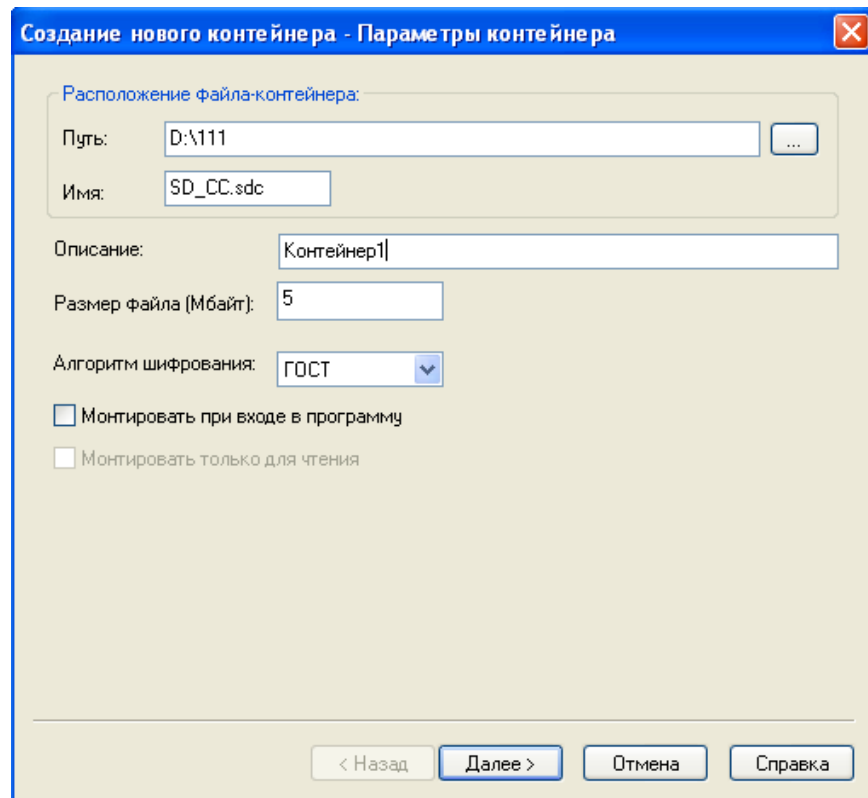 Создание нового контейнера - Параметры контейнера
Расположение файла-контейнера:
Путь: D:\111 ...
Имя: SD_CC.sdc
Описание: Контейнер1
Размер файла (Мбайт): 5
Алгоритм шифрования: ГОСТ
Монтировать при входе в программу
Монтировать только для чтения
< Назад Далее > Отмена Справка